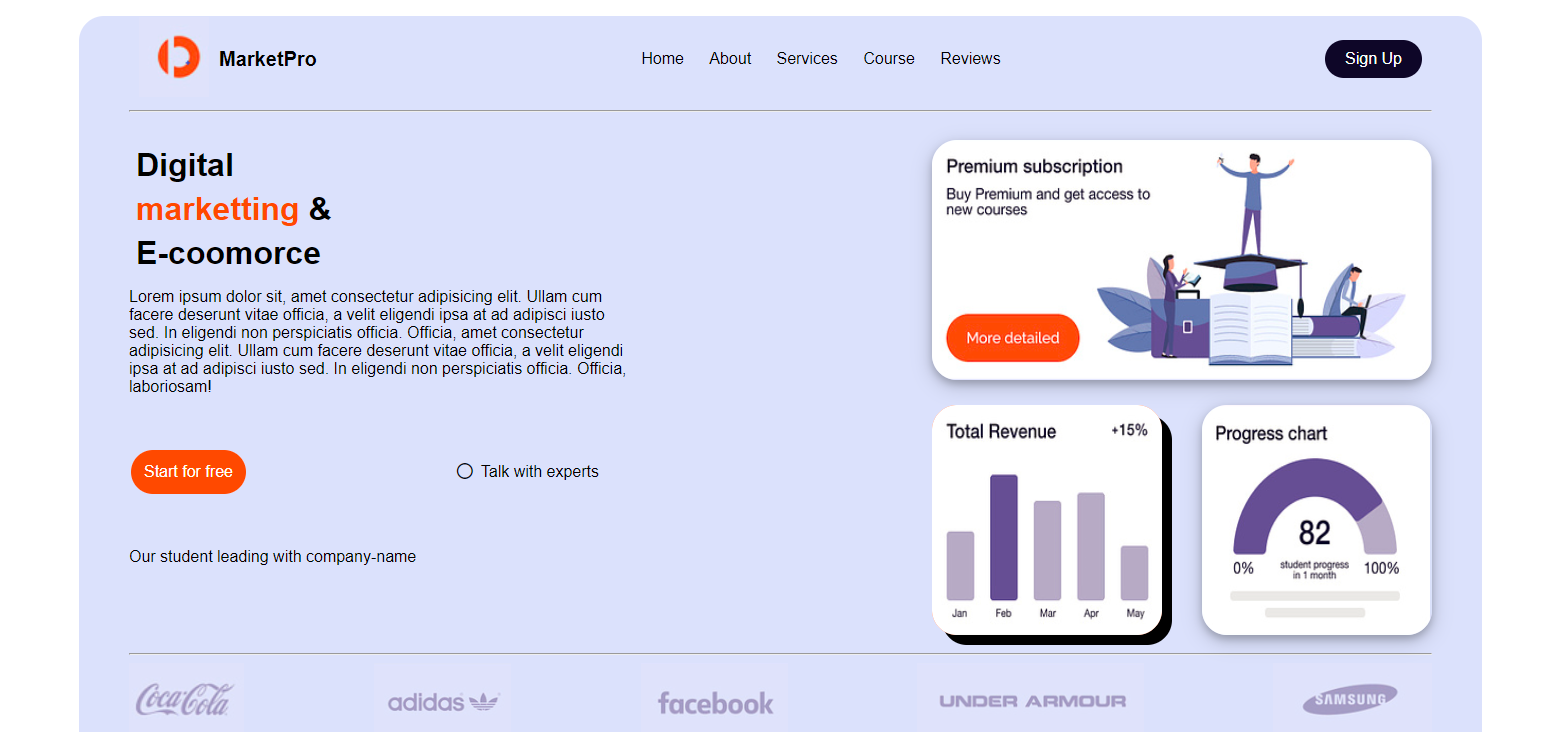 MarketPro
Home About Services Course Reviews
Sign Up
Digital
marketting &
E-coomorce
Lorem ipsum dolor sit, amet consectetur adipisicing elit. Ullam cum
facere deserunt vitae officia, a velit eligendi ipsa at ad adipisci iusto
sed. In eligendi non perspiciatis officia. Officia, amet consectetur
adipisicing elit. Ullam cum facere deserunt vitae officia, a velit eligendi
ipsa at ad adipisci iusto sed. In eligendi non perspiciatis officia. Officia,
laboriosam!
Start for free
Talk with experts
Our student leading with company-name
Premium subscription
Buy Premium and get access to
new courses
More detailed
Total Revenue +15%
Jan Feb Mar Apr May
Progress chart
82
0% student progress 100%
in 1 month
Coca-Cola adidas facebook UNDER ARMOUR SAMSUNG